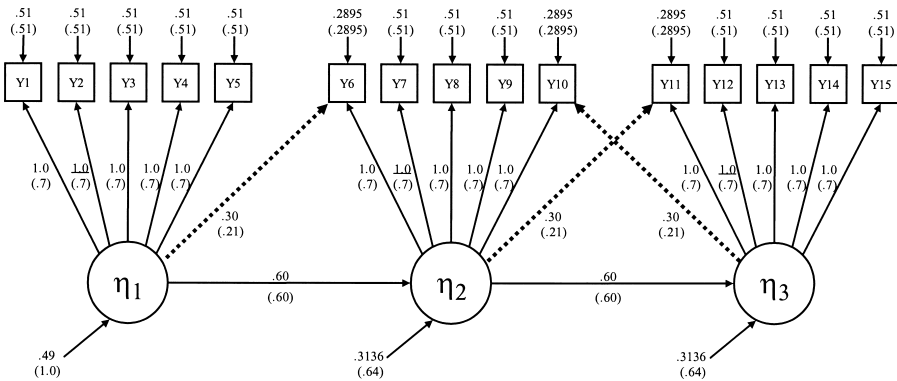 .51 .51 .51 .51 .51 .2895 .51 .51 .51 .2895 .2895 .51 .51 .51 .51
(.51) (.51) (.51) (.51) (.51) (.2895) (.51) (.51) (.51) (.2895) (.2895) (.51) (.51) (.51) (.51)
Y1 Y2 Y3 Y4 Y5 Y6 Y7 Y8 Y9 Y10 Y11 Y12 Y13 Y14 Y15
1.0 1.0 1.0 1.0 1.0 1.0 1.0 1.0 1.0 1.0 1.0 1.0 1.0 1.0 1.0
(.7) (.7) (.7) (.7) (.7) (.7) (.7) (.7) (.7) (.7) (.7) (.7) (.7) (.7) (.7)
.30 .30 .30
(.21) (.21) (.21)
η1 η2 η3
.60 .60
(.60) (.60)
.49 .3136 .3136
(1.0) (.64) (.64)